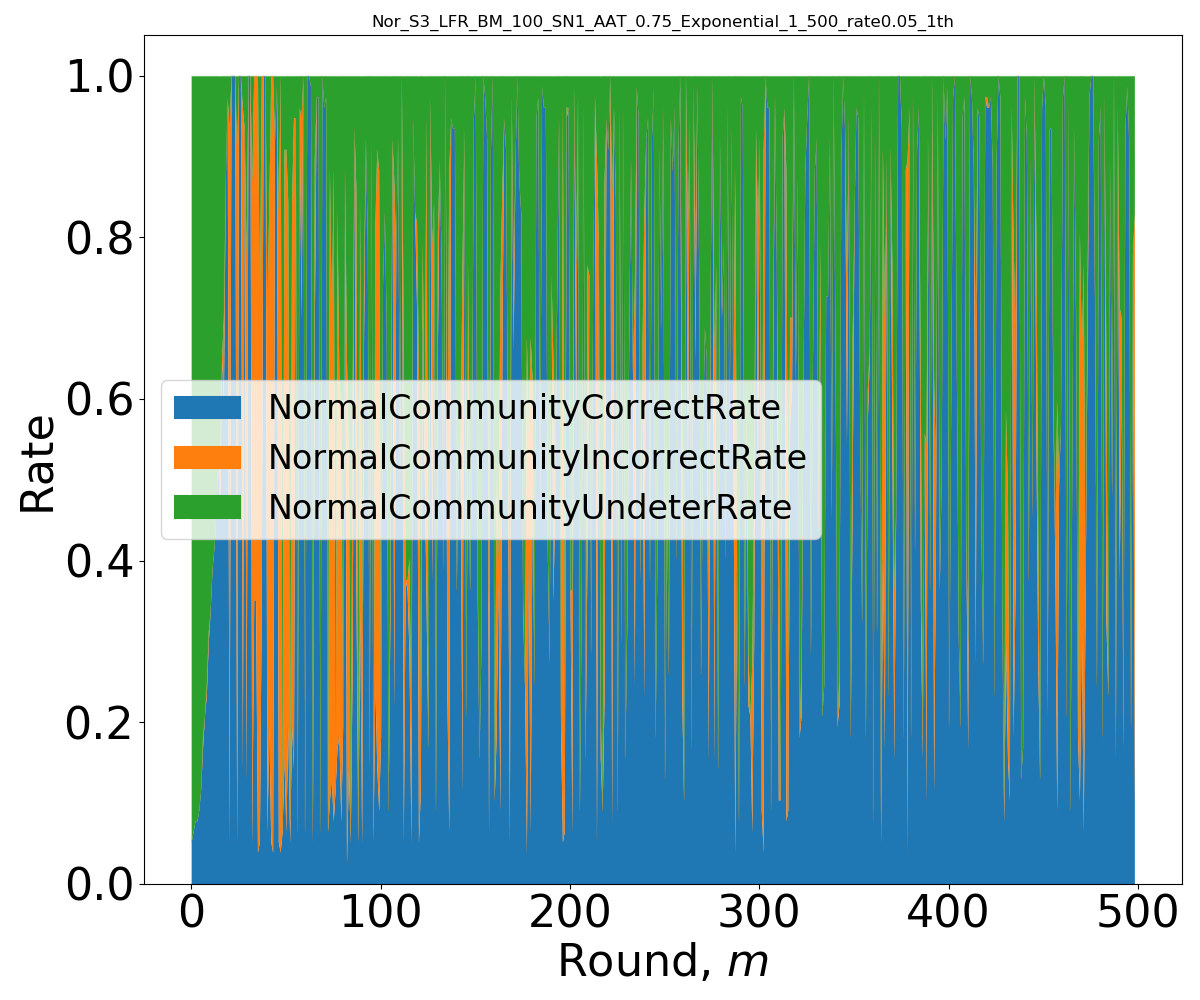 Nor_S3_LFR_BM_100_SN1_AAT_0.75_Exponential_1_500_rate0.05_1th
1.0
0.8
0.6
0.4
0.2
0.0
Rate
NormalCommunityCorrectRate
NormalCommunityIncorrectRate
NormalCommunityUndeterRate
0 100 200 300 400 500
Round, m